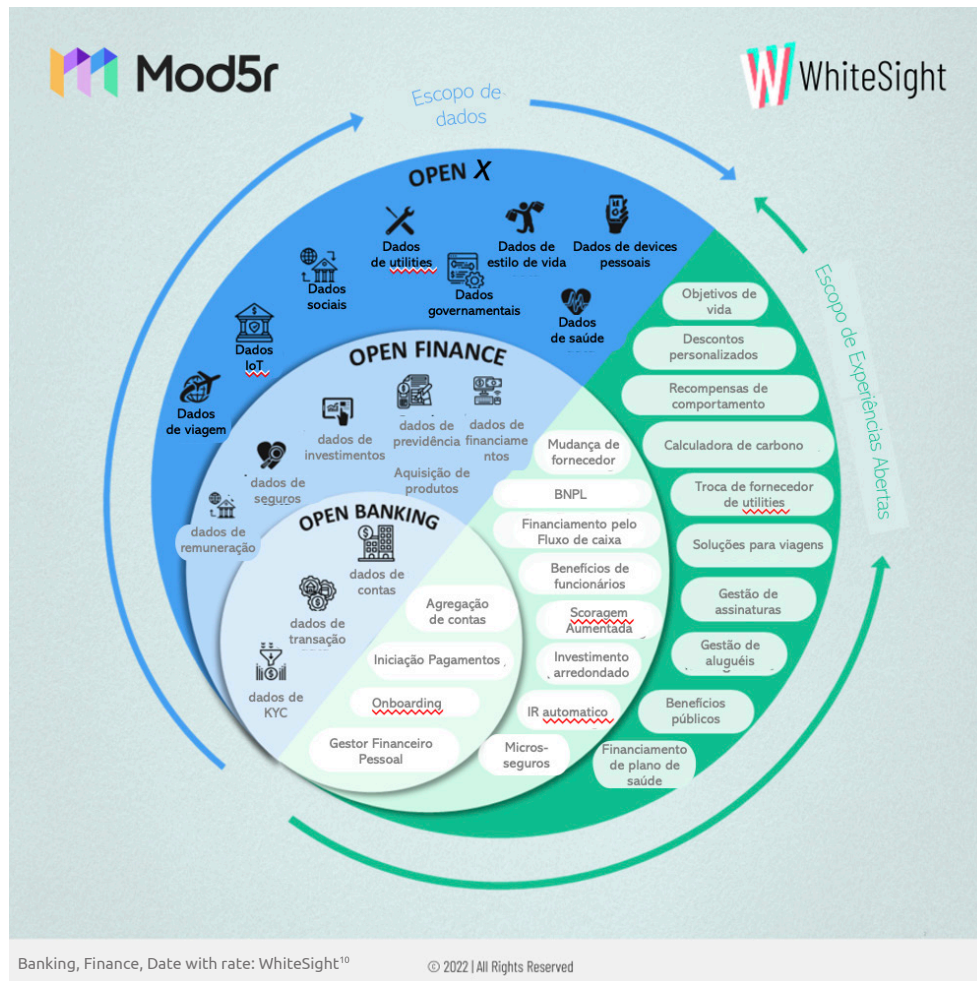 Mod5r
WhiteSight
Escopo de
dados
OPEN X
Dados
de utilities
Dados de
estilo de vida
Dados de devices
pessoais
Dados
sociais
Dados
governamentais
Dados
de saúde
Dados
IoT
Dados
de viagem
OPEN FINANCE
dados de
investimentos
dados de
previdência
dados de
financiame
ntos
Aquisição de
produtos
dados de
seguros
dados de
remuneração
OPEN BANKING
dados de
contas
dados de
transação
dados de
KYC
Agregação
de contas
Iniciação Pagamentos
Onboarding
Gestor Financeiro
Pessoal
Mudança de
fornecedor
BNPL
Financiamento pelo
Fluxo de caixa
Benefícios de
funcionários
Scoragem
Aumentada
Investimento
arredondado
IR automatico
Micros-
seguros
Objetivos de
vida
Descontos
personalizados
Recompensas de
comportamento
Calculadora de carbono
Troca de fornecedor
de utilities
Soluções para viagens
Gestão de
assinaturas
Gestão de
aluguéis
Benefícios
públicos
Financiamento
de plano de
saúde
Escopo de Experiências Abertas
Banking, Finance, Date with rate: WhiteSight¹⁰
© 2022 | All Rights Reserved